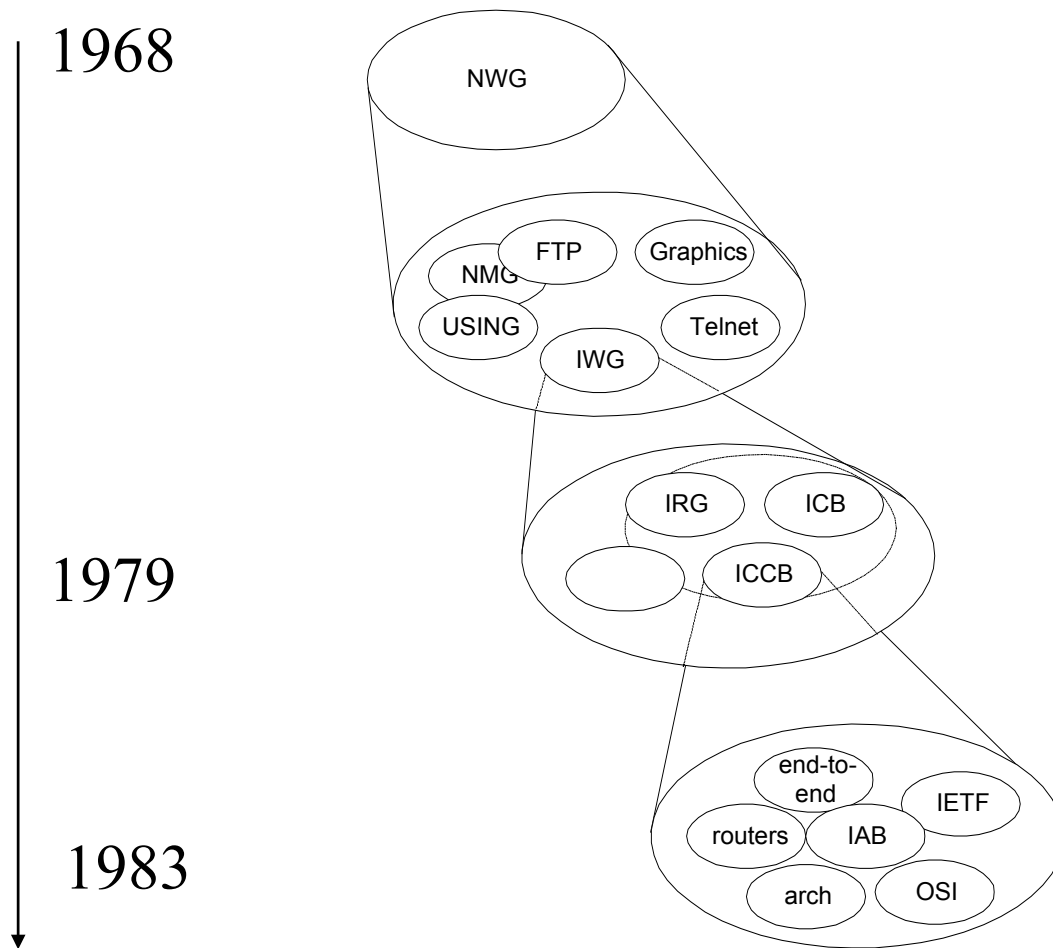 1968
NWG
FTP
Graphics
NMG
USING
Telnet
IWG
IRG
ICB
1979
ICCB
end-to-
end
IETF
routers
IAB
1983
arch
OSI